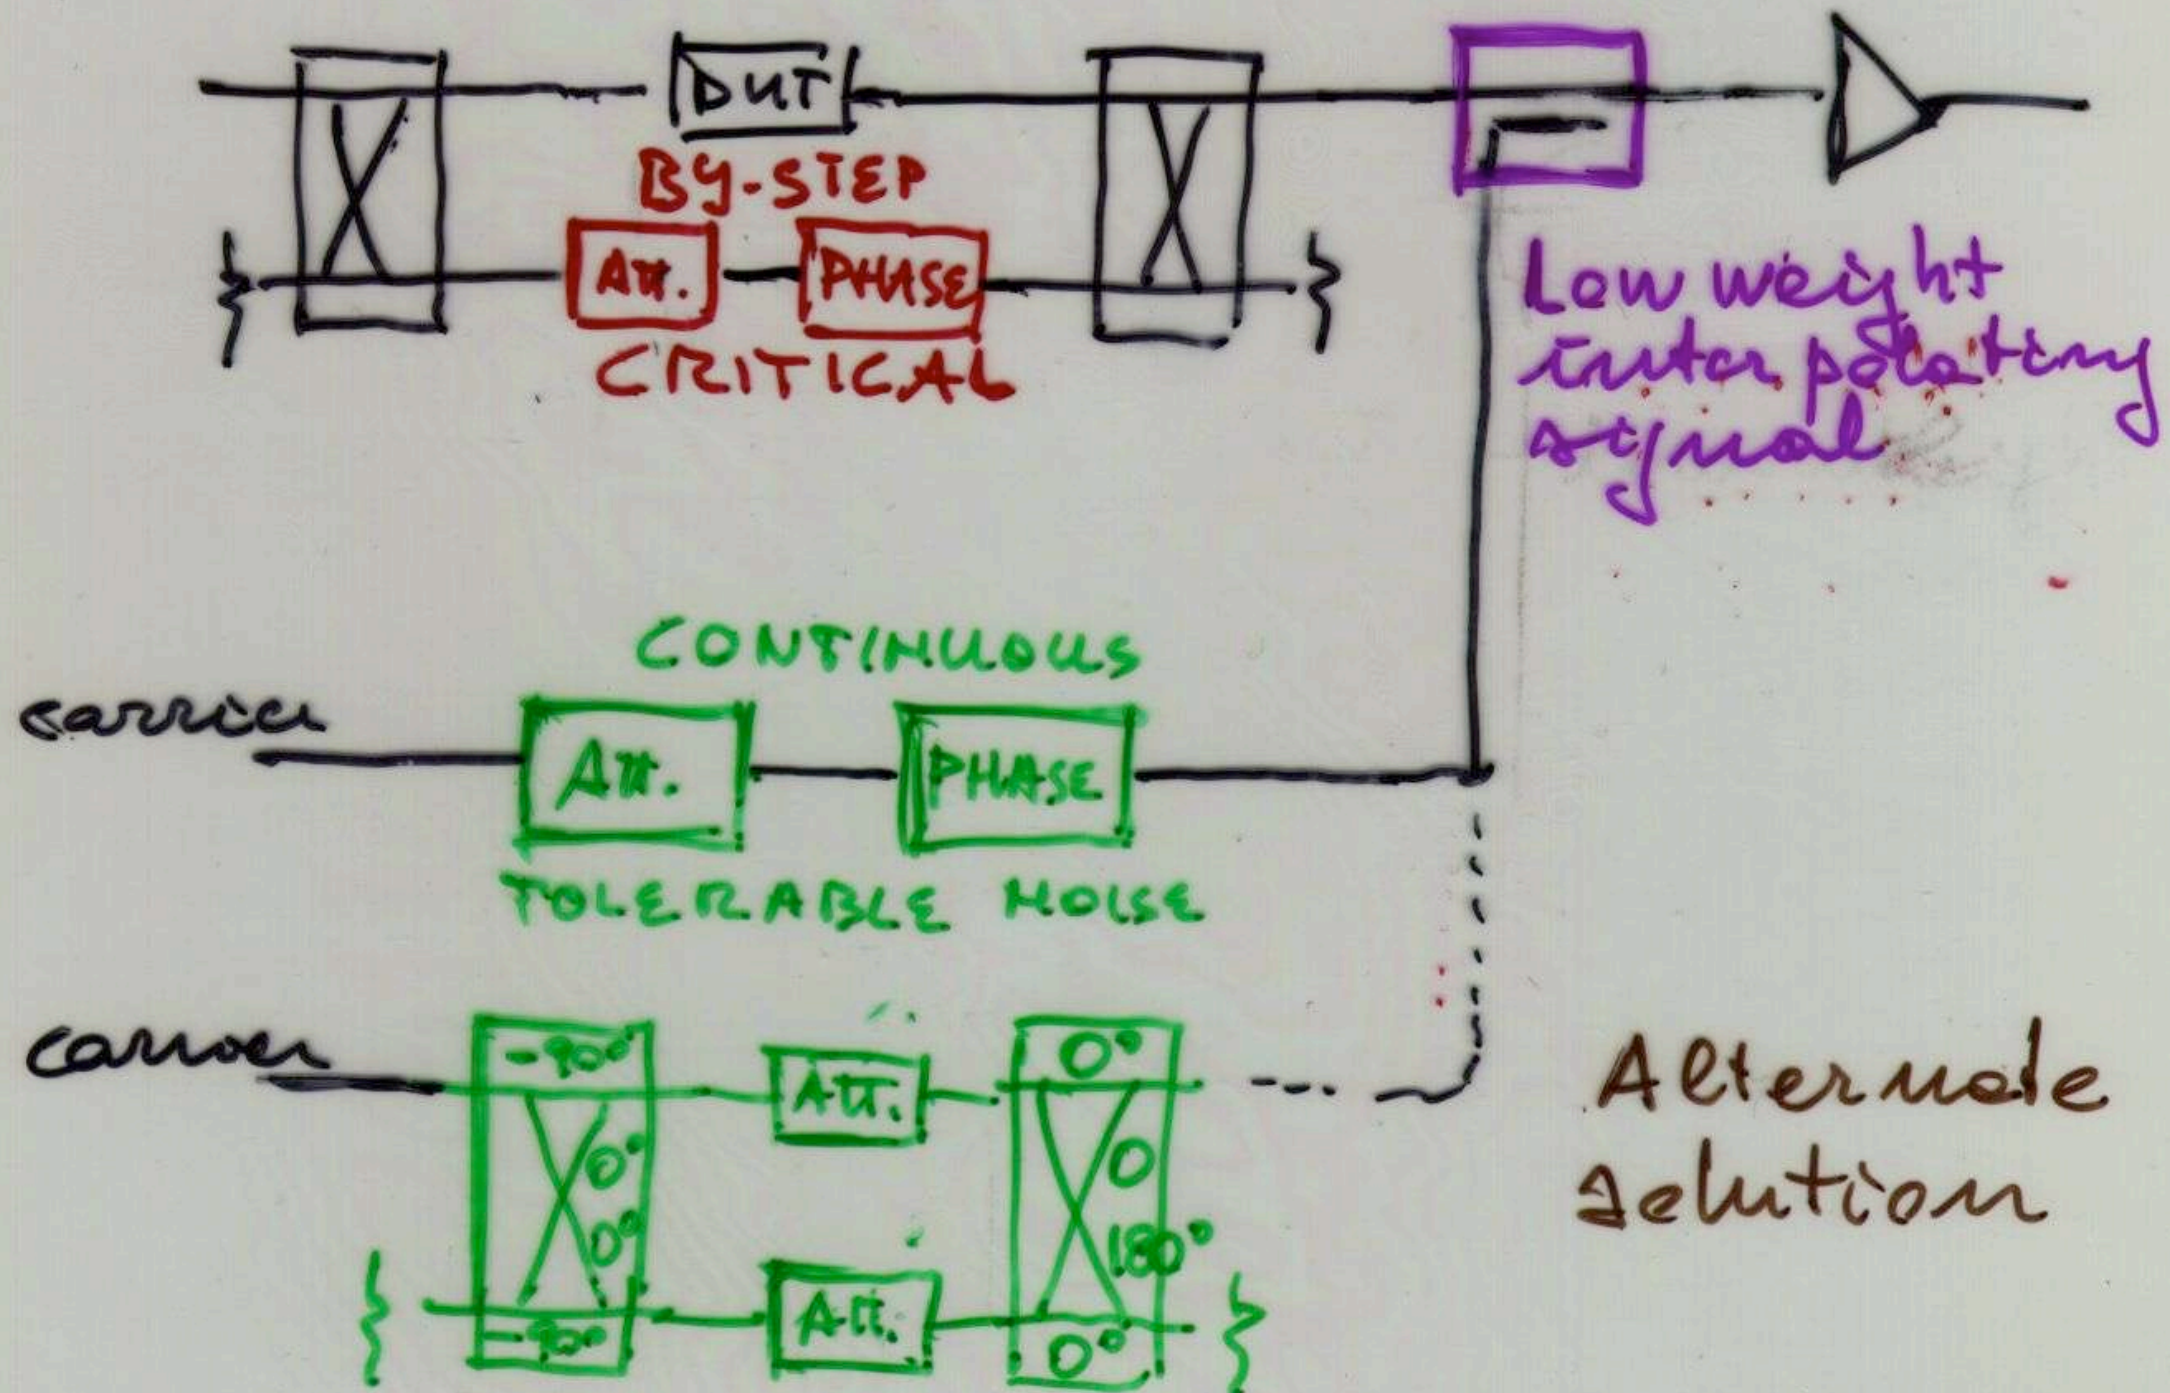 DUT
BY-STEP
Att. PHASE
CRITICAL
Low weight
interpolating
signal
CONTINUOUS
carrier
Att. PHASE
TOLERABLE NOISE
carrier
-90° Att. 0°
0° 0
0° 180°
-90° Att. 0°
Alternate
solution